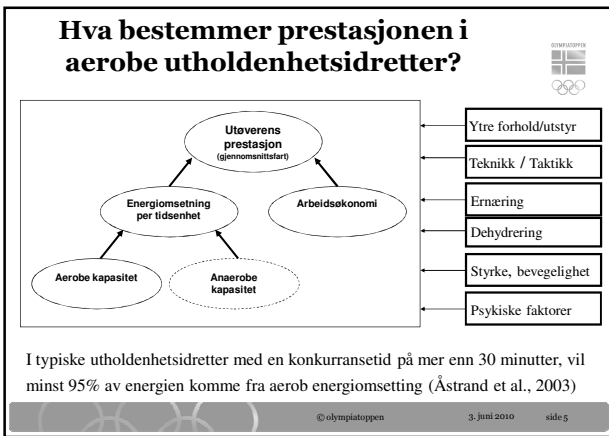 Hva bestemmer prestasjonen i
aerobe utholdenhetsidretter?
OLYMPIATOPPEN
Utøverens
prestasjon
(gjennomsnittsfart)
Energiomsetning
per tidsenhet
Arbeidsøkonomi
Aerobe kapasitet
Anaerobe
kapasitet
Ytre forhold/utstyr
Teknikk / Taktikk
Ernæring
Dehydrering
Styrke, bevegelighet
Psykiske faktorer
I typiske utholdenhetsidretter med en konkurransetid på mer enn 30 minutter, vil
minst 95% av energien komme fra aerob energiomsetting (Åstrand et al., 2003)
© olympiatoppen 3. juni 2010 side 5